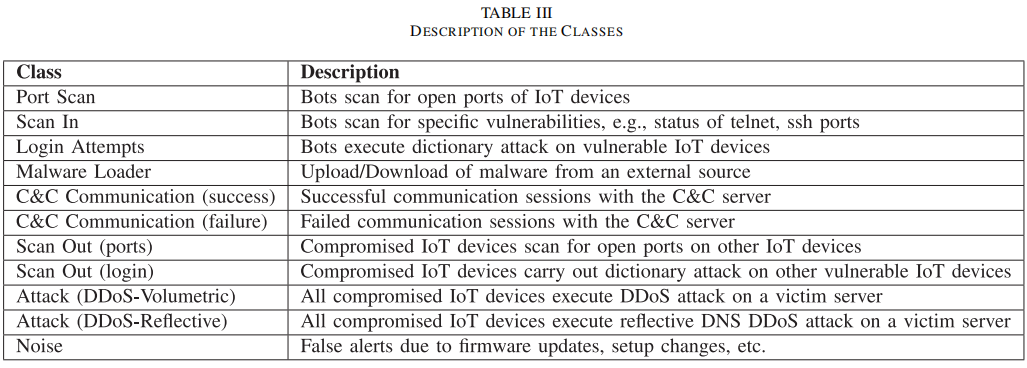 TABLE III
DESCRIPTION OF THE CLASSES
Class Description
Port Scan Bots scan for open ports of IoT devices
Scan In Bots scan for specific vulnerabilities, e.g., status of telnet, ssh ports
Login Attempts Bots execute dictionary attack on vulnerable IoT devices
Malware Loader Upload/Download of malware from an external source
C&C Communication (success) Successful communication sessions with the C&C server
C&C Communication (failure) Failed communication sessions with the C&C server
Scan Out (ports) Compromised IoT devices scan for open ports on other IoT devices
Scan Out (login) Compromised IoT devices carry out dictionary attack on other vulnerable IoT devices
Attack (DDoS-Volumetric) All compromised IoT devices execute DDoS attack on a victim server
Attack (DDoS-Reflective) All compromised IoT devices execute reflective DNS DDoS attack on a victim server
Noise False alerts due to firmware updates, setup changes, etc.